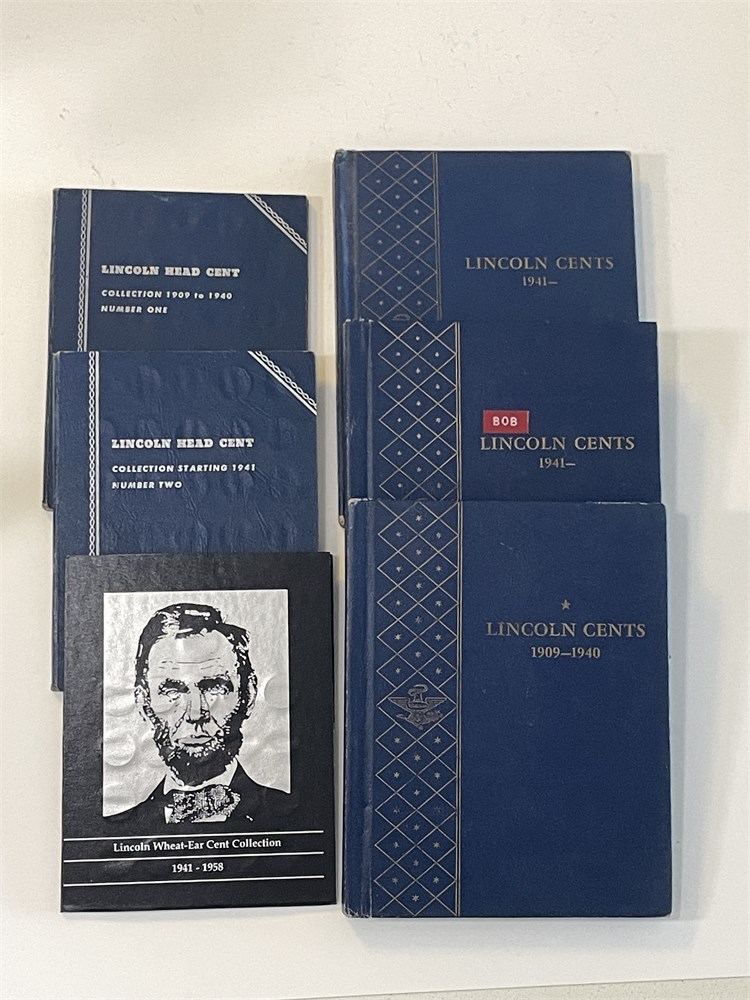 LINCOLN HEAD CENT
COLLECTION 1909 to 1940
NUMBER ONE
LINCOLN HEAD CENT
COLLECTION STARTING 1941
NUMBER TWO
Lincoln Wheat-Ear Cent Collection
1941 - 1958
LINCOLN CENTS
1941–
BOB
LINCOLN CENTS
1941–
LINCOLN CENTS
1909–1940